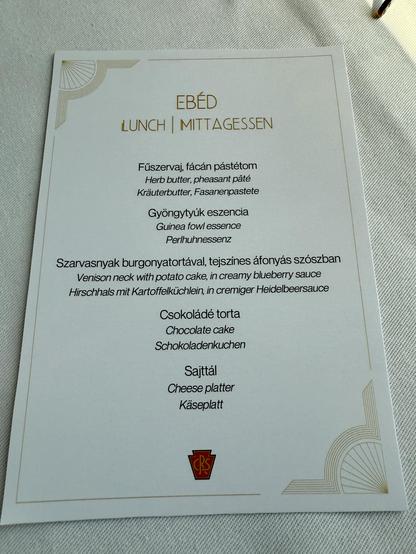 EBÉD
LUNCH | MITTAGESSEN
Fűszervaj, fácán pástétom
Herb butter, pheasant pâté
Kräuterbutter, Fasanenpastete
Gyöngytyúk eszencia
Guinea fowl essence
Perlhuhnessenz
Szarvasnyak burgonyatortával, tejszínes áfonyás szószban
Venison neck with potato cake, in creamy blueberry sauce
Hirschhals mit Kartoffelküchlein, in cremiger Heidelbeersauce
Csokoládé torta
Chocolate cake
Schokoladenkuchen
Sajttál
Cheese platter
Käseplatt